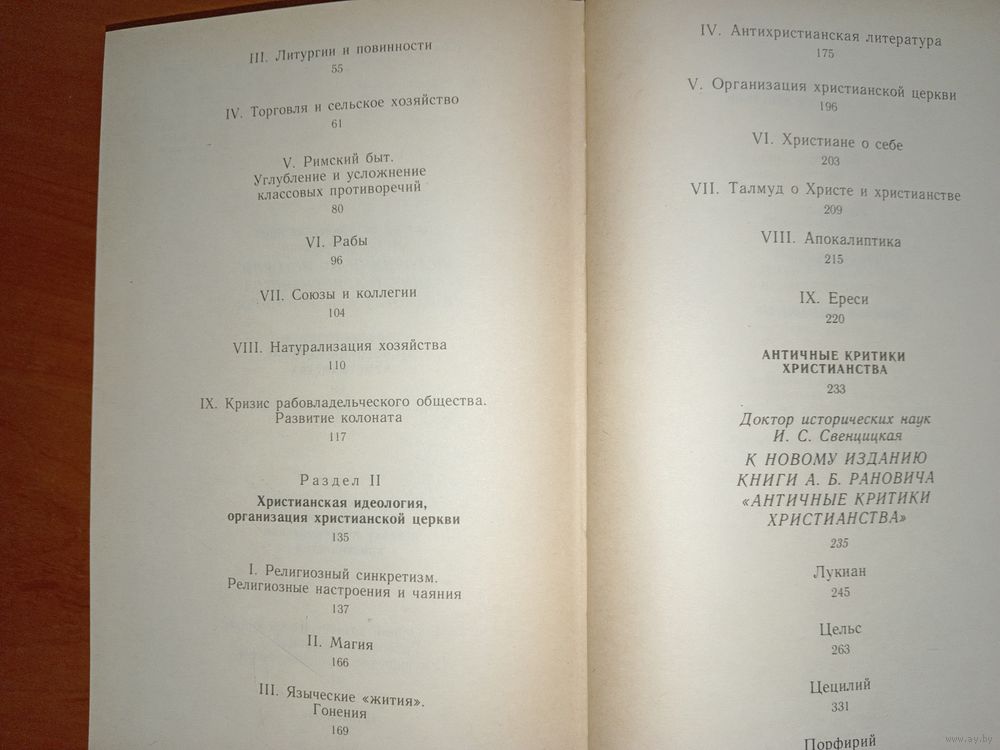 III. Литургии и повинности
55
IV. Торговля и сельское хозяйство
61
V. Римский быт.
Углубление и усложнение
классовых противоречий
80
VI. Рабы
96
VII. Союзы и коллегии
104
VIII. Натурализация хозяйства
110
IX. Кризис рабовладельческого общества.
Развитие колоната
117
Раздел II
Христианская идеология,
организация христианской церкви
135
I. Религиозный синкретизм.
Религиозные настроения и чаяния
137
II. Магия
166
III. Языческие «жития».
Гонения
169
IV. Антихристианская литература
175
V. Организация христианской церкви
196
VI. Христиане о себе
203
VII. Талмуд о Христе и христианстве
209
VIII. Апокалиптика
215
IX. Ереси
220
АНТИЧНЫЕ КРИТИКИ
ХРИСТИАНСТВА
233
Доктор исторических наук
И. С. Свенцицкая
К НОВОМУ ИЗДАНИЮ
КНИГИ А. Б. РАНОВИЧА
«АНТИЧНЫЕ КРИТИКИ
ХРИСТИАНСТВА»
235
Лукиан
245
Цельс
263
Цецилий
331
Порфирий
www.ay.by